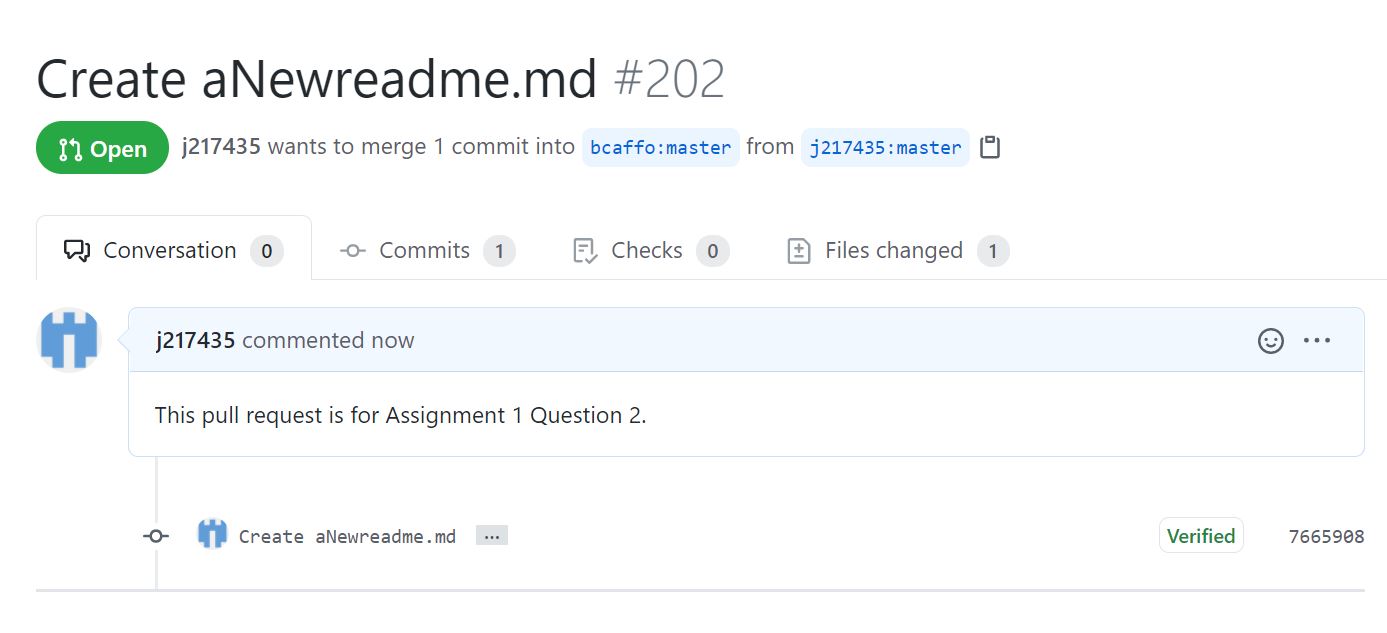 Create aNewreadme.md #202
Open j217435 wants to merge 1 commit into bcaffo:master from j217435:master
Conversation 0 Commits 1 Checks 0 Files changed 1
j217435 commented now
This pull request is for Assignment 1 Question 2.
Create aNewreadme.md ... Verified 7665908